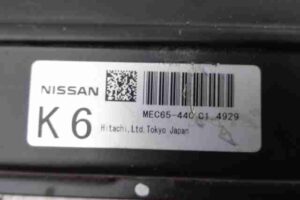 NISSAN
MEC65-440 C1 4929
K6
Hitachi,Ltd.Tokyo Japan